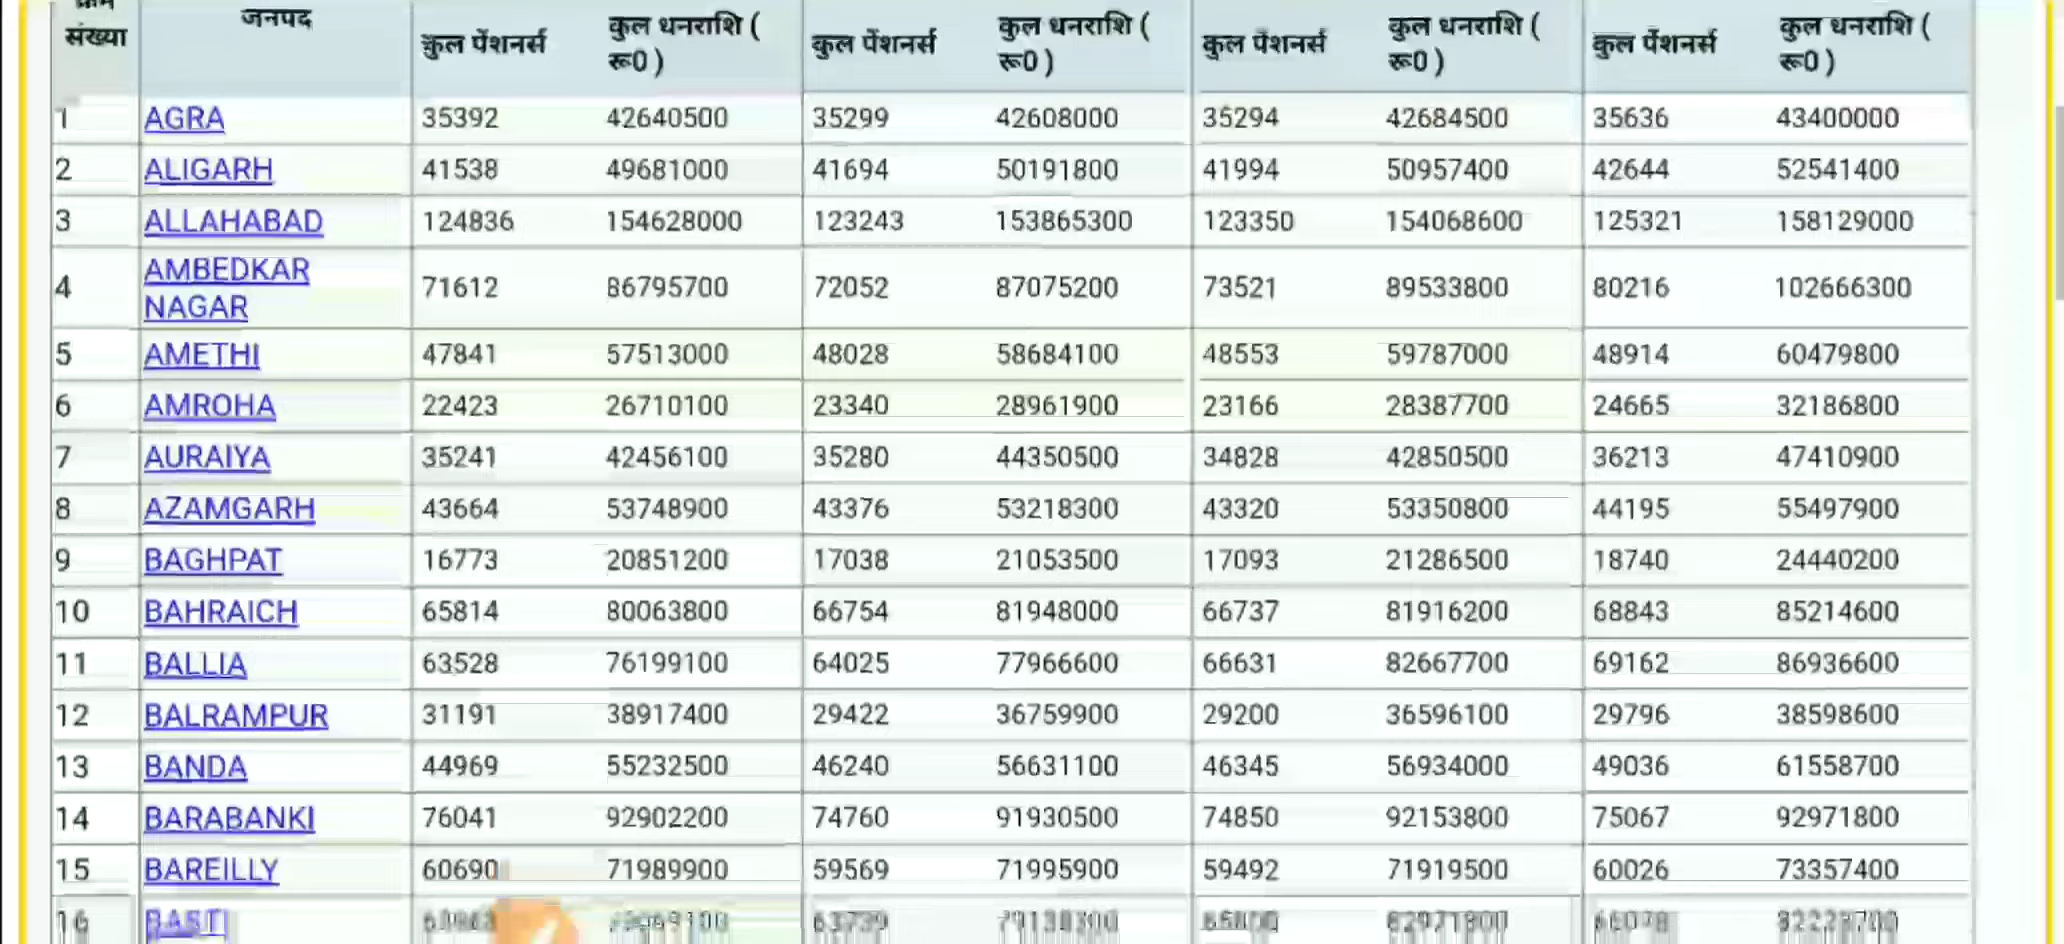 संख्या जनपद कुल पेंशनर्स कुल धनराशि ( रू0 ) कुल पेंशनर्स कुल धनराशि ( रू0 ) कुल पेंशनर्स कुल धनराशि ( रू0 ) कुल पेंशनर्स कुल धनराशि ( रू0 )
1 AGRA 35392 42640500 35299 42608000 35294 42684500 35636 43400000
2 ALIGARH 41538 49681000 41694 50191800 41994 50957400 42644 52541400
3 ALLAHABAD 124836 154628000 123243 153865300 123350 154068600 125321 158129000
4 AMBEDKAR NAGAR 71612 86795700 72052 87075200 73521 89533800 80216 102666300
5 AMETHI 47841 57513000 48028 58684100 48553 59787000 48914 60479800
6 AMROHA 22423 26710100 23340 28961900 23166 28387700 24665 32186800
7 AURAIYA 35241 42456100 35280 44350500 34828 42850500 36213 47410900
8 AZAMGARH 43664 53748900 43376 53218300 43320 53350800 44195 55497900
9 BAGHPAT 16773 20851200 17038 21053500 17093 21286500 18740 24440200
10 BAHRAICH 65814 80063800 66754 81948000 66737 81916200 68843 85214600
11 BALLIA 63528 76199100 64025 77966600 66631 82667700 69162 86936600
12 BALRAMPUR 31191 38917400 29422 36759900 29200 36596100 29796 38598600
13 BANDA 44969 55232500 46240 56631100 46345 56934000 49036 61558700
14 BARABANKI 76041 92902200 74760 91930500 74850 92153800 75067 92971800
15 BAREILLY 60690 71989900 59569 71995900 59492 71919500 60026 73357400
16 BASTI